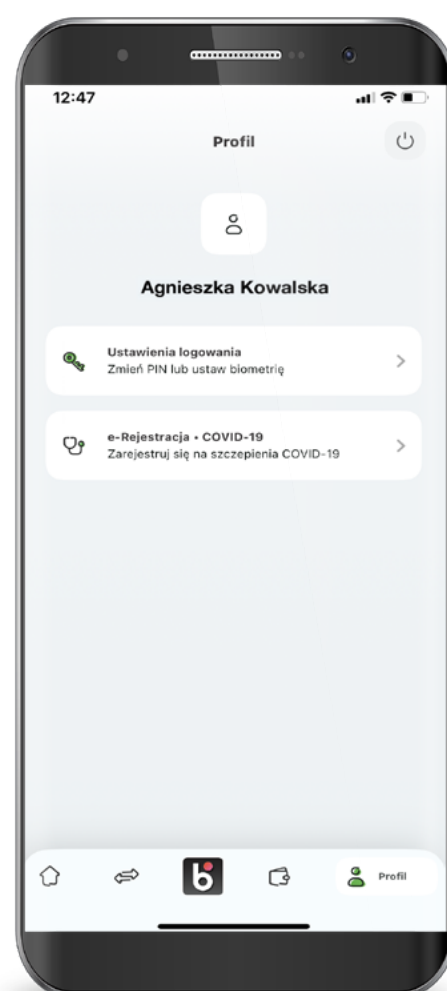 12:47
Profil
Agnieszka Kowalska
Ustawienia logowania
Zmień PIN lub ustaw biometrię
e-Rejestracja • COVID-19
Zarejestruj się na szczepienia COVID-19
b
Profil